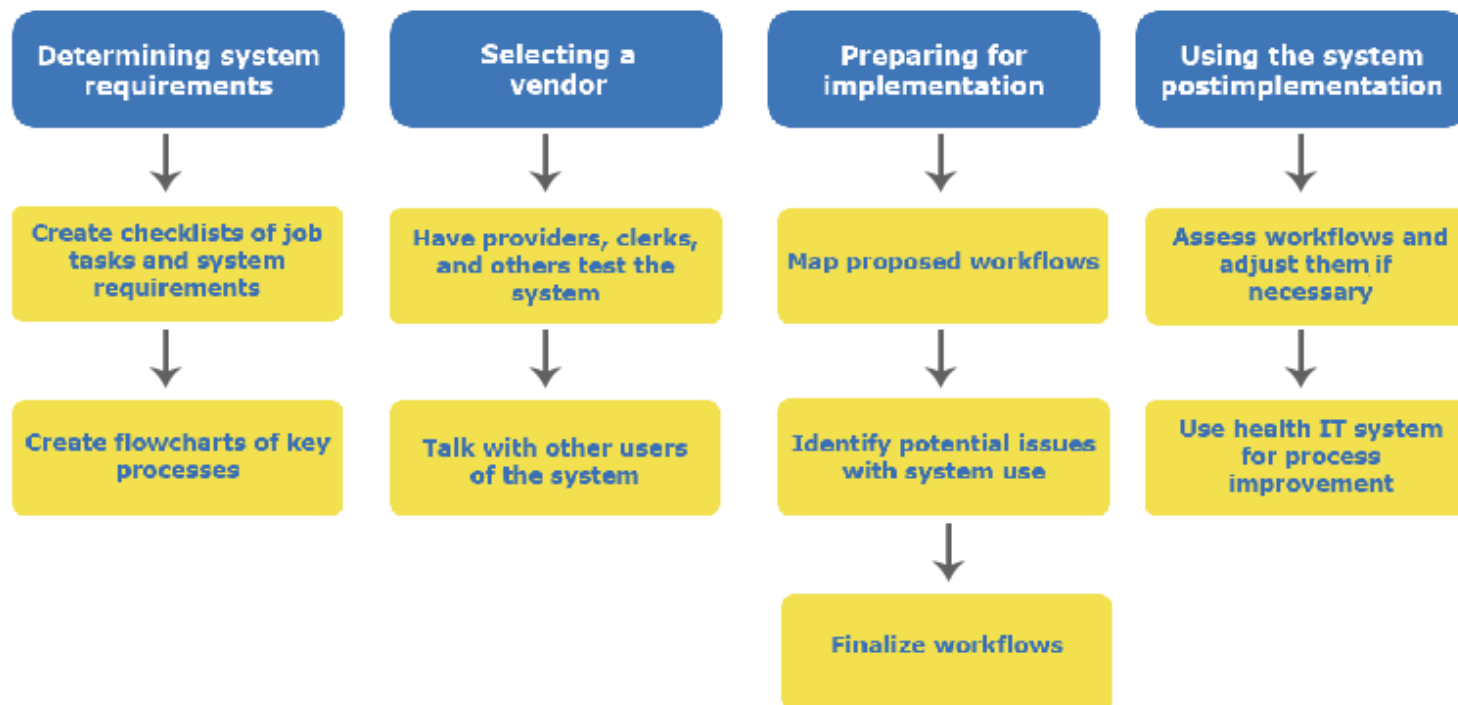 Determining system
requirements
Selecting a
vendor
Preparing for
implementation
Using the system
postimplementation
Create checklists of job
tasks and system
requirements
Have providers, clerks,
and others test the
system
Map proposed workflows
Assess workflows and
adjust them if
necessary
Create flowcharts of key
processes
Talk with other users
of the system
Identify potential issues
with system use
Use health IT system
for process
improvement
Finalize workflows